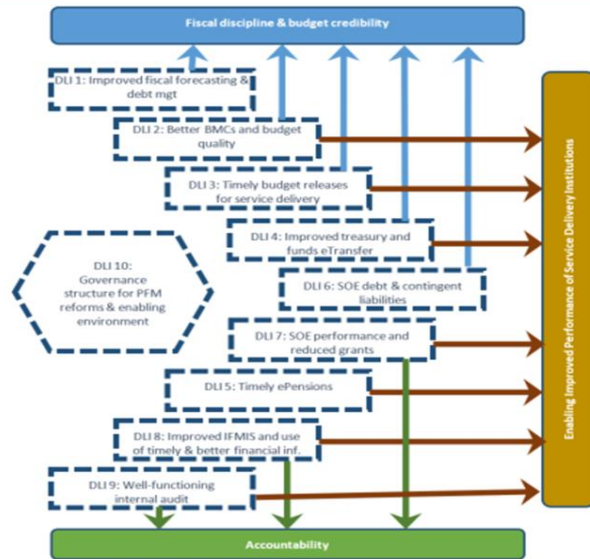 Fiscal discipline & budget credibility
DLI 1: Improved fiscal forecasting &
debt mgt
DLI 2: Better BMCs and budget
quality
DLI 3: Timely budget releases
for service delivery
DLI 4: Improved treasury and
funds eTransfer
DLI 10:
Governance
structure for PFM
reforms & enabling
environment
DLI 6: SOE debt & contingent
liabilities
DLI 7: SOE performance and
reduced grants
DLI 5: Timely ePensions
DLI 8: Improved IFMIS and use
of timely & better financial inf.
DLI 9: Well-functioning
internal audit
Accountability
Enabling Improved Performance of Service Delivery Institutions